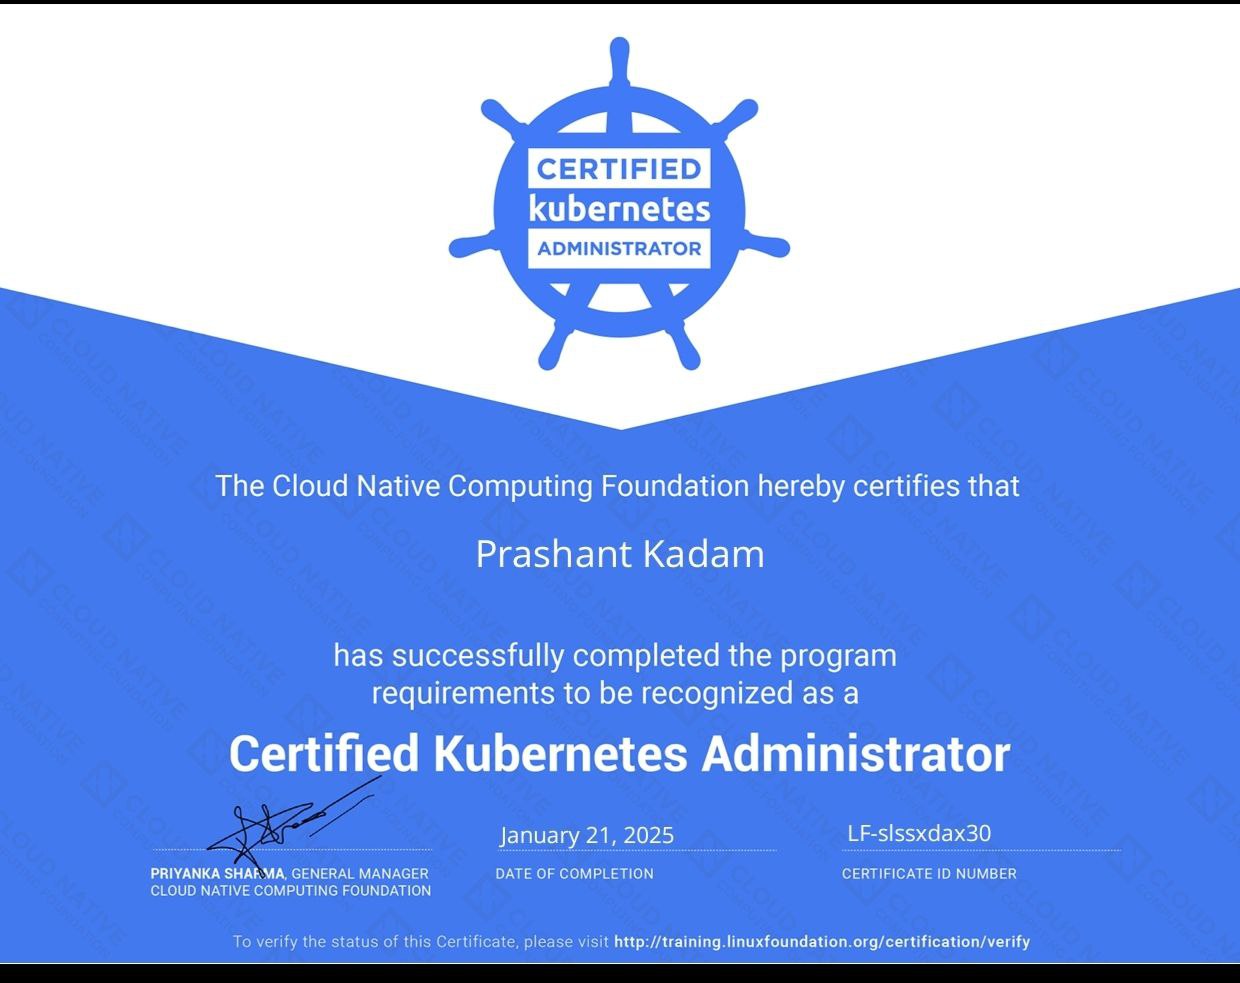 CERTIFIED
kubernetes
ADMINISTRATOR
The Cloud Native Computing Foundation hereby certifies that
Prashant Kadam
has successfully completed the program
requirements to be recognized as a
Certified Kubernetes Administrator
January 21, 2025
LF-slssxdax30
PRIYANKA SHARMA, GENERAL MANAGER
CLOUD NATIVE COMPUTING FOUNDATION
DATE OF COMPLETION
CERTIFICATE ID NUMBER
To verify the status of this Certificate, please visit http://training.linuxfoundation.org/certification/verify